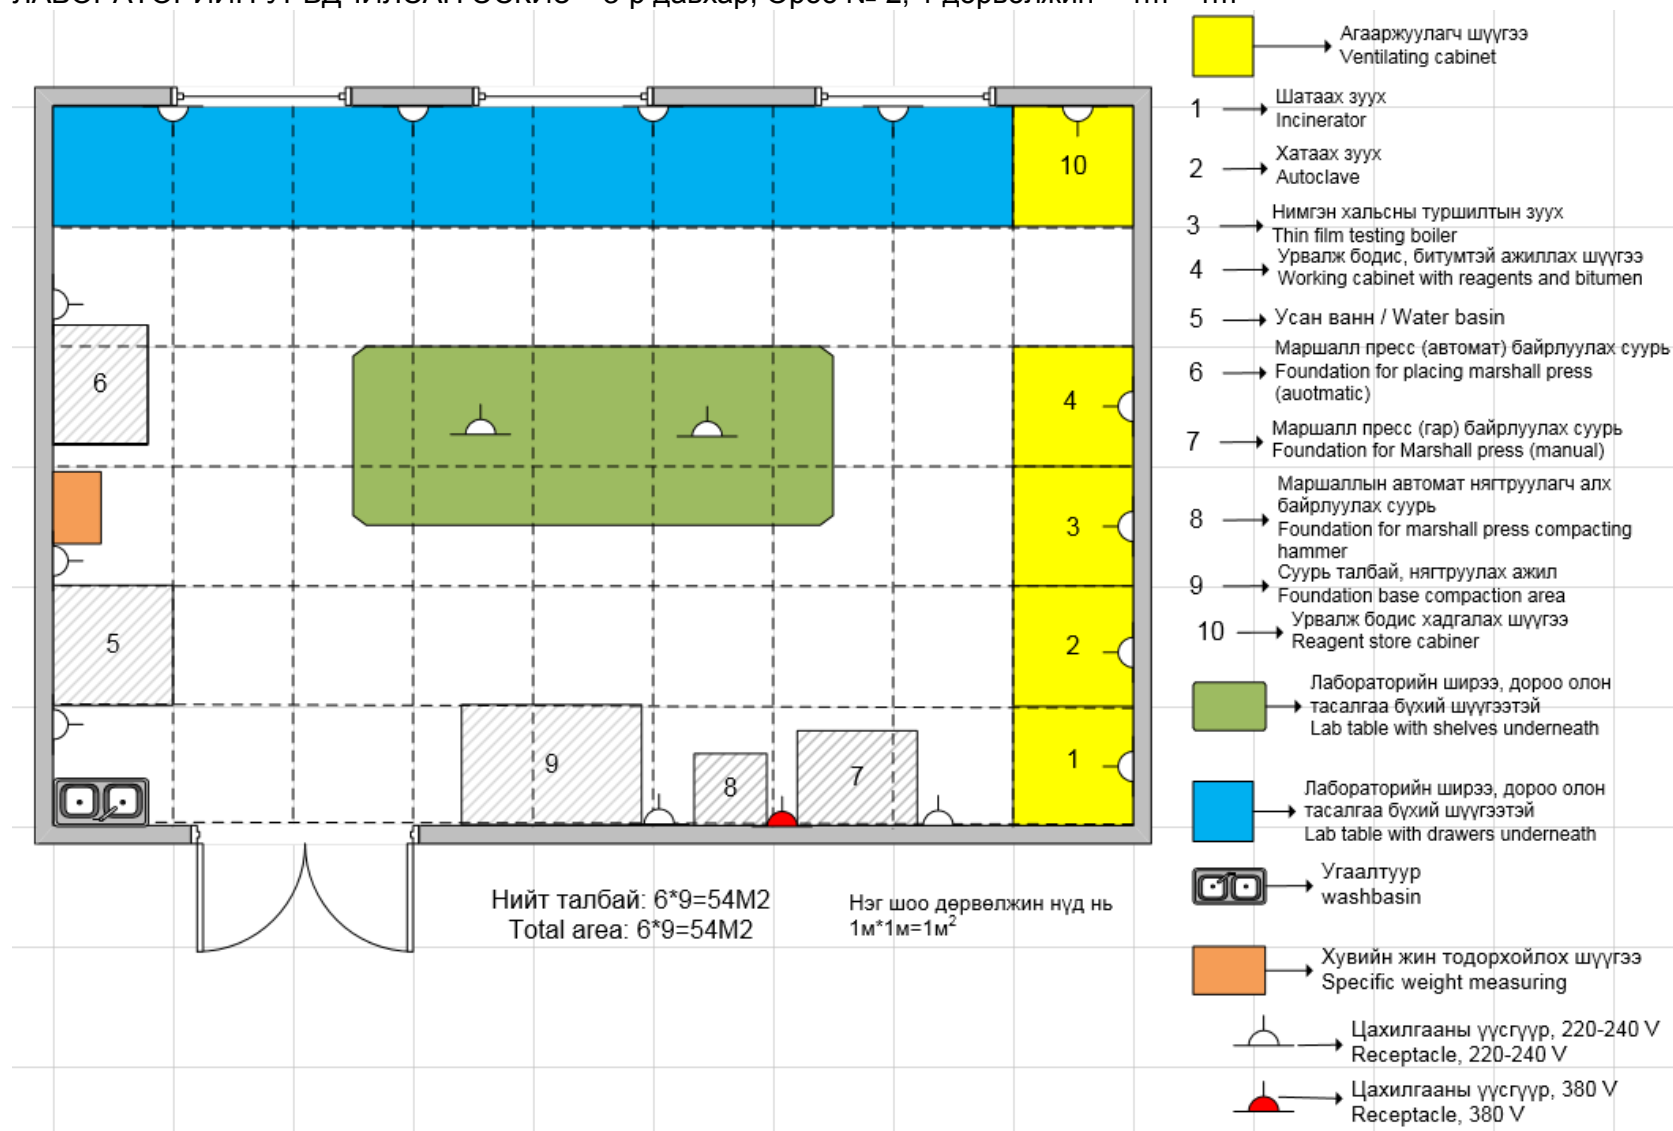 Агааржуулагч шүүгээ
Ventilating cabinet
1
Шатаах зуух
Incinerator
2
Хатаах зуух
Autoclave
3
Нимгэн хальсны туршилтын зуух
Thin film testing boiler
4
Урвалж бодис, битумтэй ажиллах шүүгээ
Working cabinet with reagents and bitumen
5
Усан ванн / Water basin
6
Маршалл пресс (автомат) байрлуулах суурь
Foundation for placing marshall press
(auotmatic)
7
Маршалл пресс (гар) байрлуулах суурь
Foundation for Marshall press (manual)
8
Маршаллын автомат нягтруулагч алх
байрлуулах суурь
Foundation for marshall press compacting
hammer
9
Суурь талбай, нягтруулах ажил
Foundation base compaction area
10
Урвалж бодис хадгалах шүүгээ
Reagent store cabiner
Лабораторийн ширээ, дороо олон
тасалгаа бүхий шүүгээтэй
Lab table with shelves underneath
Лабораторийн ширээ, дороо олон
тасалгаа бүхий шүүгээтэй
Lab table with drawers underneath
Угаалтуур
washbasin
Хувийн жин тодорхойлох шүүгээ
Specific weight measuring
Цахилгааны үүсгүүр, 220-240 V
Receptacle, 220-240 V
Цахилгааны үүсгүүр, 380 V
Receptacle, 380 V
10
6
4
3
5
2
9
8
7
1
Нийт талбай: 6*9=54М2
Total area: 6*9=54M2
Нэг шоо дөрвөлжин нүд нь
1м*1м=1м²